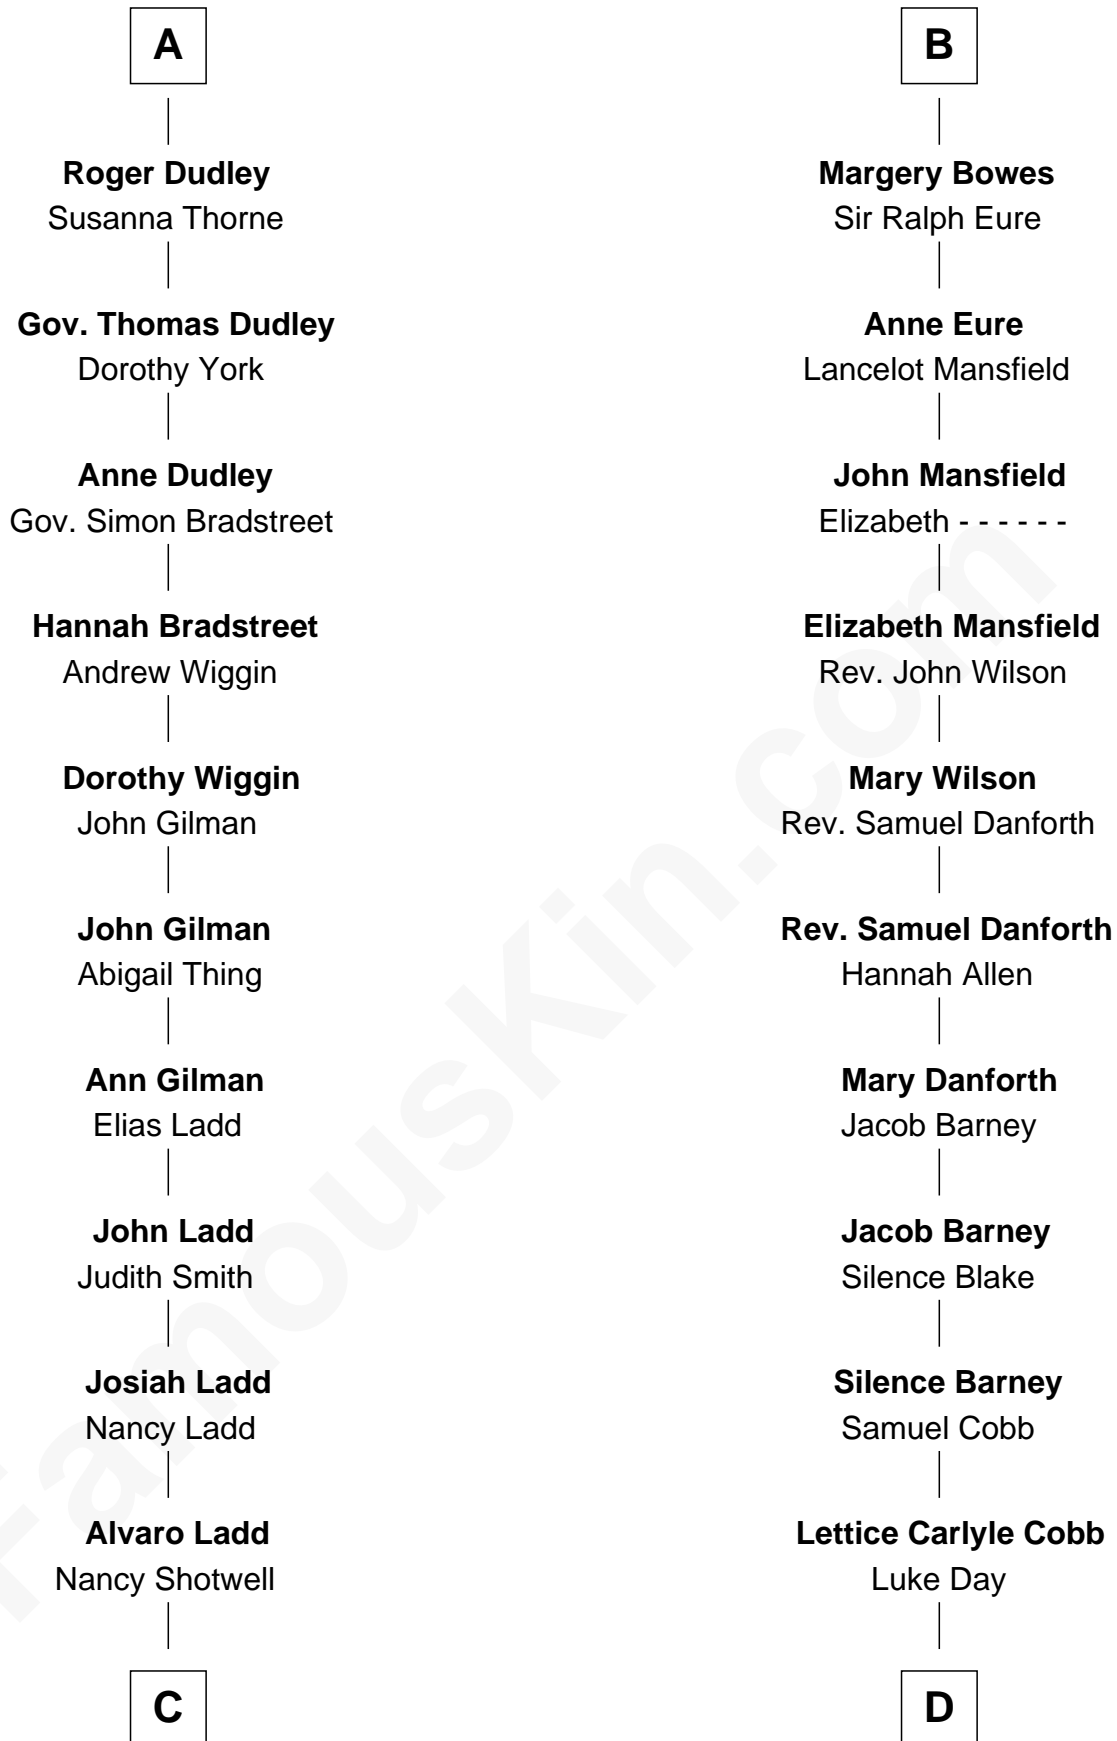 A
Roger Dudley
Susanna Thorne
Gov. Thomas Dudley
Dorothy York
Anne Dudley
Gov. Simon Bradstreet
Hannah Bradstreet
Andrew Wiggin
Dorothy Wiggin
John Gilman
John Gilman
Abigail Thing
Ann Gilman
Elias Ladd
John Ladd
Judith Smith
Josiah Ladd
Nancy Ladd
Alvaro Ladd
Nancy Shotwell
C
B
Margery Bowes
Sir Ralph Eure
Anne Eure
Lancelot Mansfield
John Mansfield
Elizabeth - - - - - -
Elizabeth Mansfield
Rev. John Wilson
Mary Wilson
Rev. Samuel Danforth
Rev. Samuel Danforth
Hannah Allen
Mary Danforth
Jacob Barney
Jacob Barney
Silence Blake
Silence Barney
Samuel Cobb
Lettice Carlyle Cobb
Luke Day
D
FamousKin.com